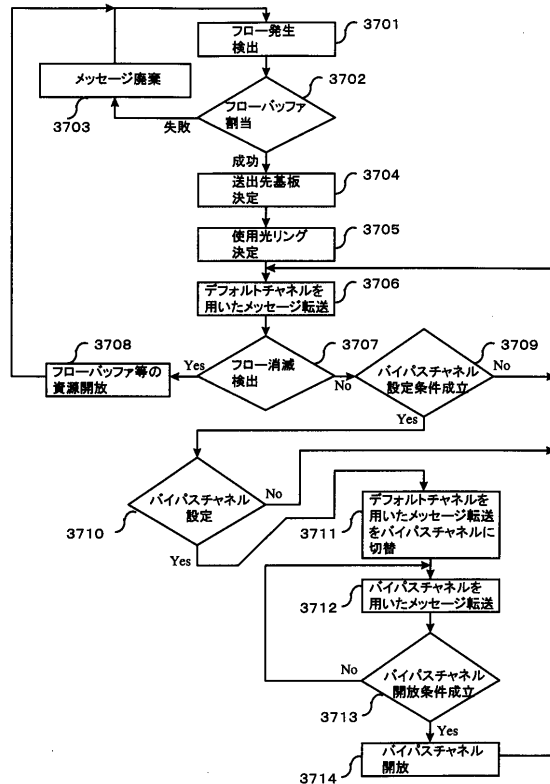 フロー発生
検出
3701
メッセージ廃棄
3703
フローバッファ
割当
3702
失敗
成功
送出先基板
決定
3704
使用光リング
決定
3705
デフォルトチャネルを
用いたメッセージ転送
3706
フロー消滅
検出
3707
Yes
No
フローバッファ等の
資源開放
3708
バイパスチャネル
設定条件成立
3709
No
Yes
バイパスチャネル
設定
3710
No
Yes
デフォルトチャネルを
用いたメッセージ転送
をバイパスチャネルに
切替
3711
バイパスチャネルを
用いたメッセージ転送
3712
バイパスチャネル
開放条件成立
3713
No
Yes
バイパスチャネル
開放
3714